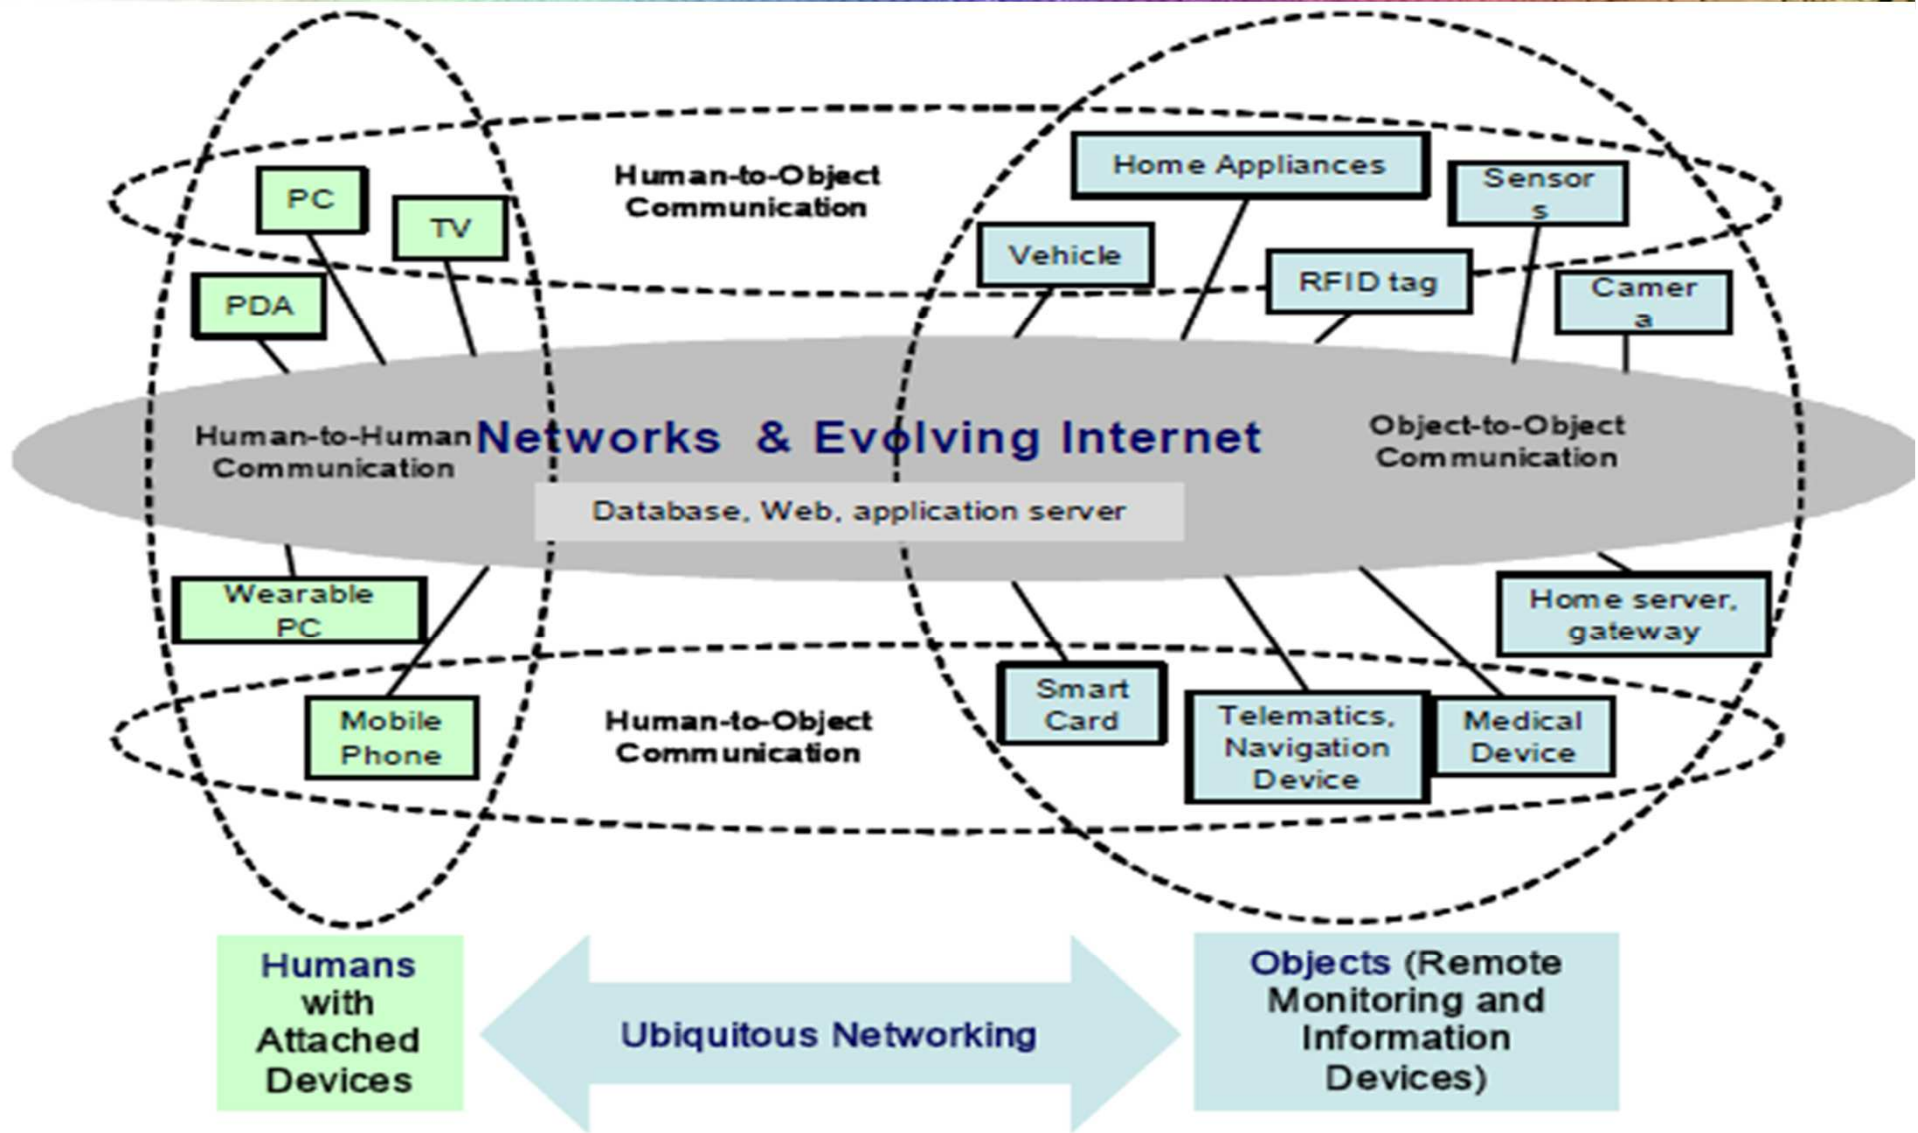 Human-to-Object
Communication
PC
TV
PDA
Home Appliances
Sensor
s
Vehicle
RFID tag
Camer
a
Human-to-Human
Communication
Networks & Evolving Internet
Object-to-Object
Communication
Database, Web, application server
Wearable
PC
Mobile
Phone
Human-to-Object
Communication
Smart
Card
Telematics,
Navigation
Device
Medical
Device
Home server,
gateway
Humans
with
Attached
Devices
Ubiquitous Networking
Objects (Remote
Monitoring and
Information
Devices)